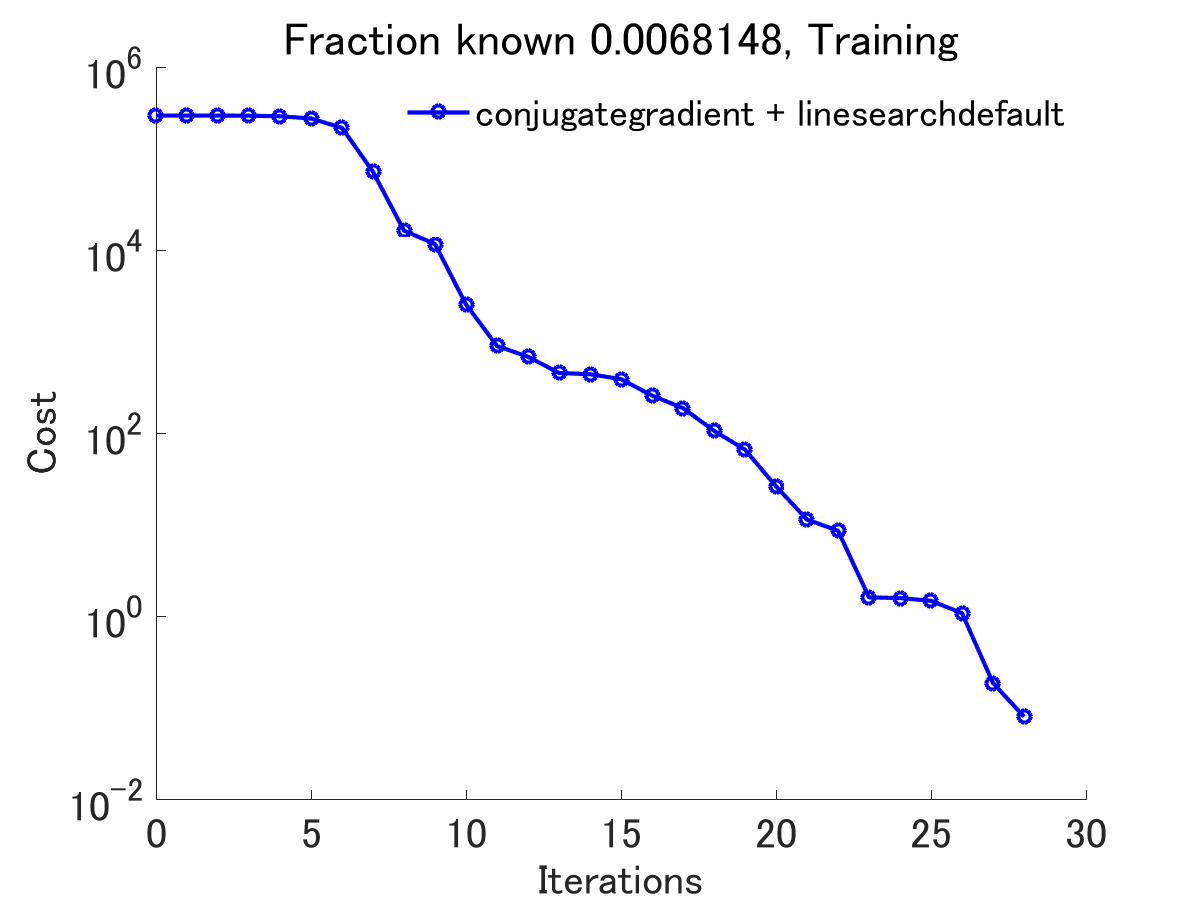 Fraction known 0.0068148, Training
conjugategradient + linesearchdefault
Cost
10^6
10^4
10^2
10^0
10^-2
0 5 10 15 20 25 30
Iterations